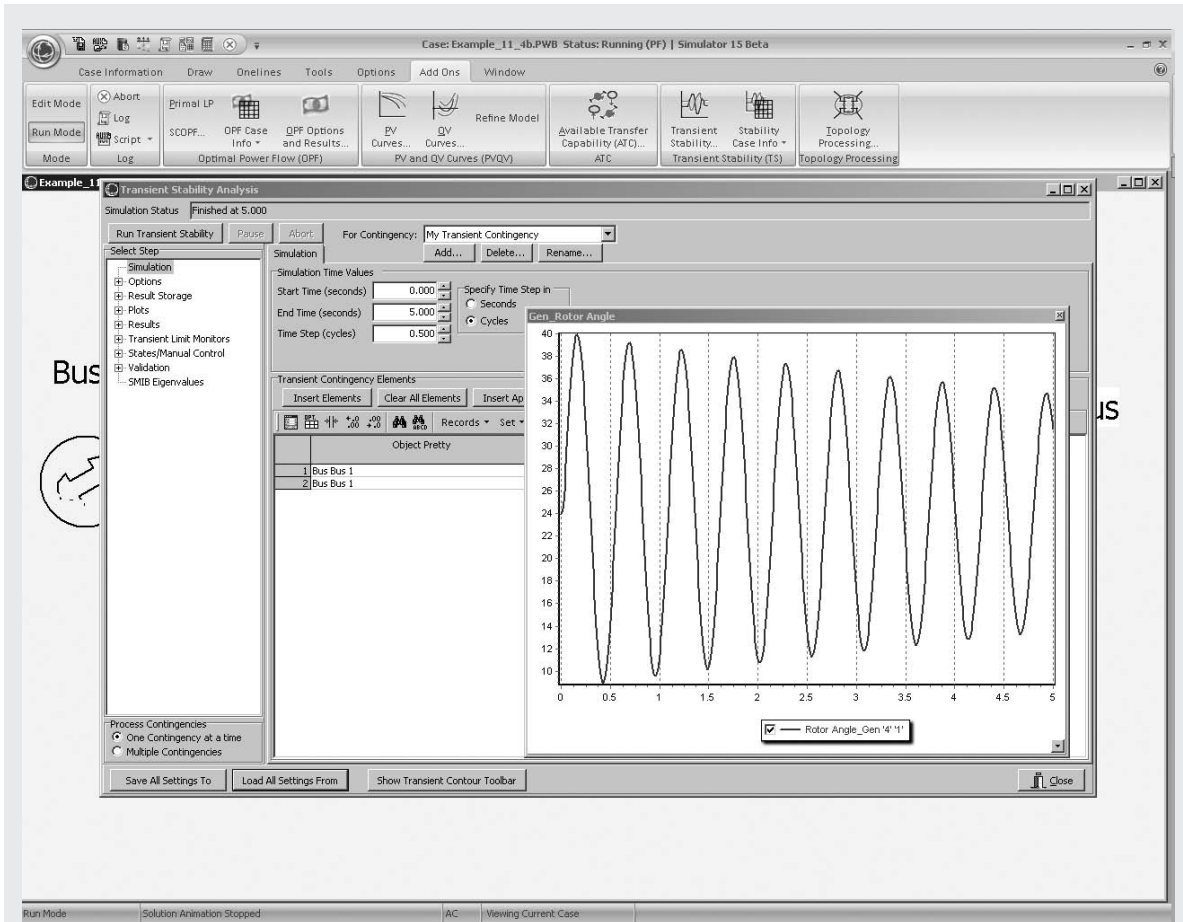 Case: Example_11_4b.PWB Status: Running (PF) | Simulator 15 Beta
Case Information Draw Onelines Tools Options Add Ons Window
Edit Mode
Run Mode
Mode
Abort
Log
Script
Log
Primal LP
SCOPF...
OPF Case Info
OPF Options and Results...
Optimal Power Flow (OPF)
PV Curves...
QV Curves...
Refine Model
PV and QV Curves (PVQV)
Available Transfer Capability (ATC)...
ATC
Transient Stability...
Stability Case Info
Transient Stability (TS)
Topology Processing...
Topology Processing
Example_11
Transient Stability Analysis
Simulation Status Finished at 5.000
Run Transient Stability Pause Abort For Contingency: My Transient Contingency
Add... Delete... Rename...
Select Step
Simulation
Options
Result Storage
Plots
Results
Transient Limit Monitors
States/Manual Control
Validation
SMIB Eigenvalues
Process Contingencies
One Contingency at a time
Multiple Contingencies
Simulation
Simulation Time Values
Start Time (seconds) 0.000
End Time (seconds) 5.000
Time Step (cycles) 0.500
Specify Time Step in
Seconds
Cycles
Transient Contingency Elements
Insert Elements Clear All Elements Insert Ap
Records Set
Object Pretty
1 Bus Bus 1
2 Bus Bus 1
Gen_Rotor Angle
40
38
36
34
32
30
28
26
24
22
20
18
16
14
12
10
0 0.5 1 1.5 2 2.5 3 3.5 4 4.5 5
Rotor Angle_Gen '4' '1'
Save All Settings To Load All Settings From Show Transient Contour Toolbar Close
Bus
us
Run Mode Solution Animation Stopped AC Viewing Current Case